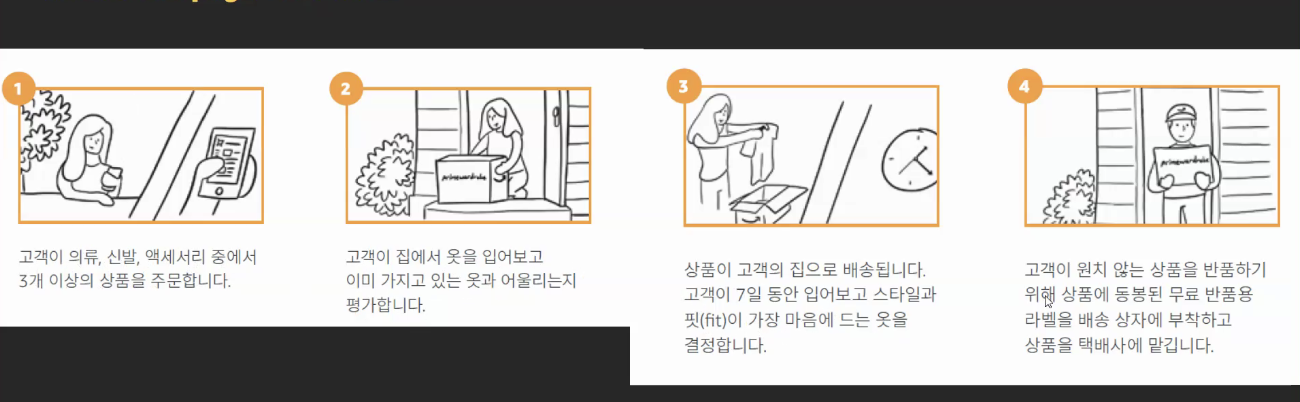 1
고객이 의류, 신발, 액세서리 중에서
3개 이상의 상품을 주문합니다.
2
primewardrobe
고객이 집에서 옷을 입어보고
이미 가지고 있는 옷과 어울리는지
평가합니다.
3
상품이 고객의 집으로 배송됩니다.
고객이 7일 동안 입어보고 스타일과
핏(fit)이 가장 마음에 드는 옷을
결정합니다.
4
primewardrobe
고객이 원치 않는 상품을 반품하기
위해 상품에 동봉된 무료 반품용
라벨을 배송 상자에 부착하고
상품을 택배사에 맡깁니다.